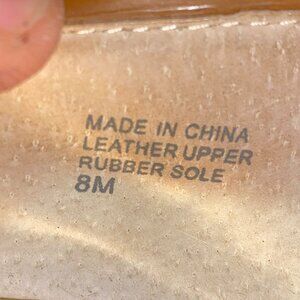 MADE IN CHINA
LEATHER UPPER
RUBBER SOLE
8M